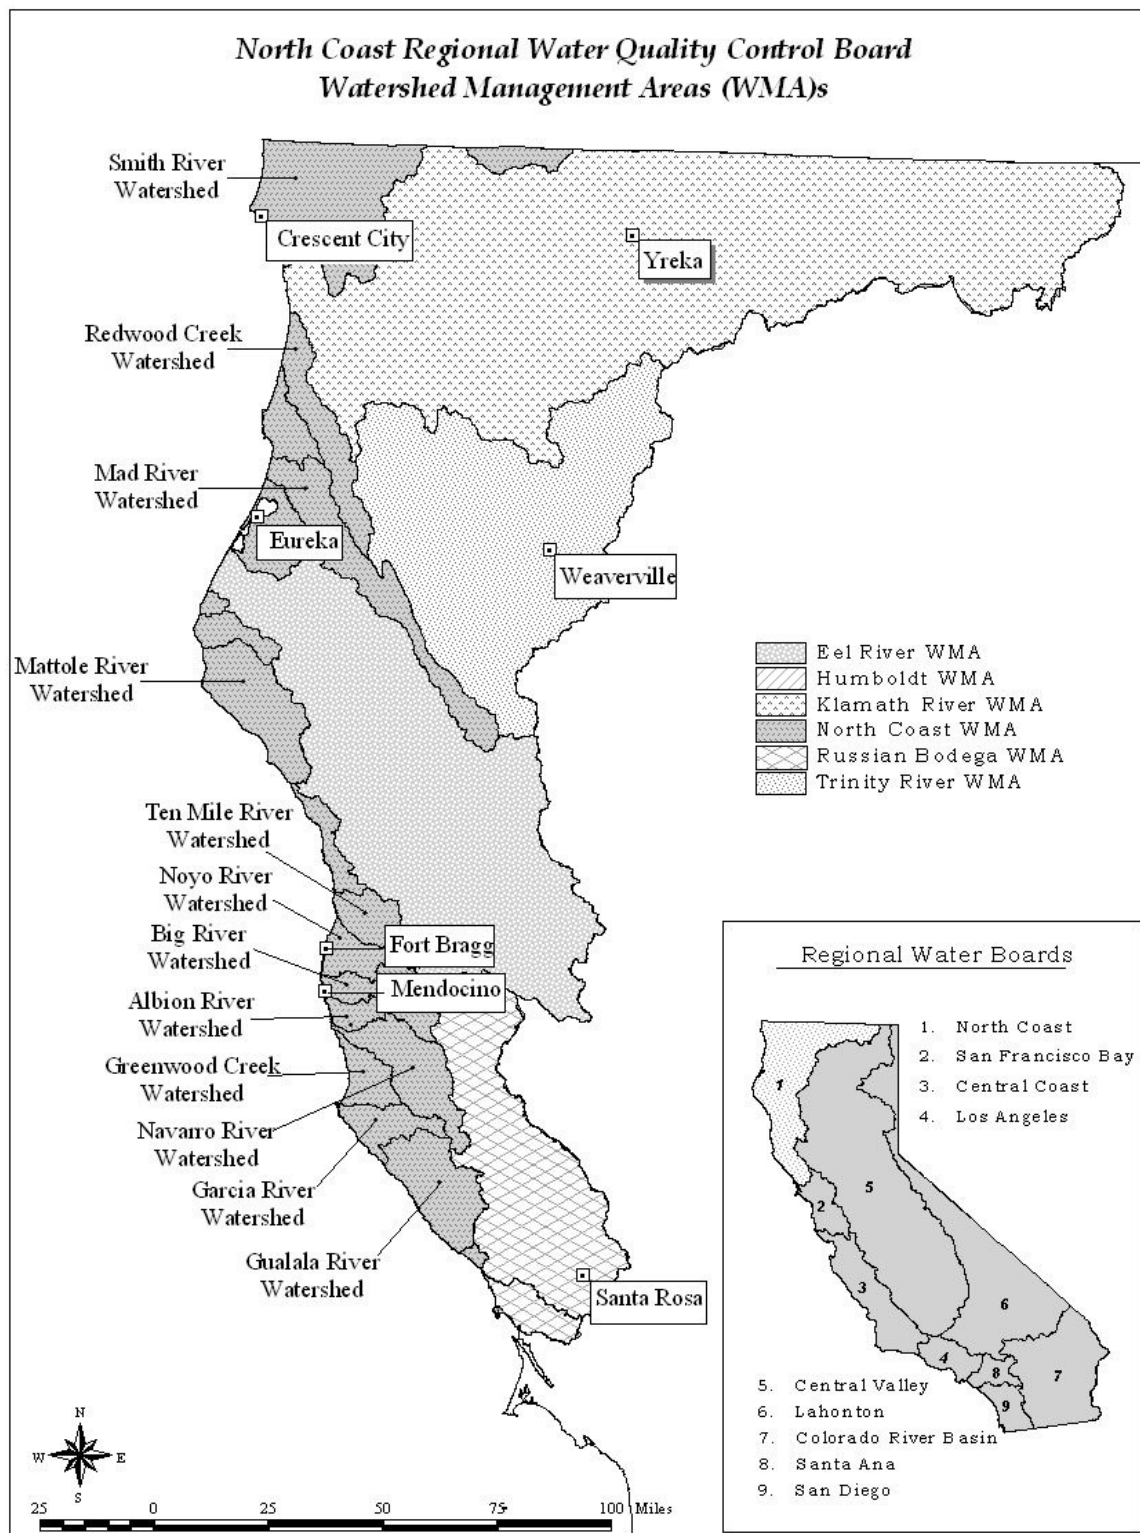 North Coast Regional Water Quality Control Board
Watershed Management Areas (WMA)s
Smith River
Watershed
Crescent City
Yreka
Redwood Creek
Watershed
Mad River
Watershed
Eureka
Weaverville
Mattole River
Watershed
Eel River WMA
Humboldt WMA
Klamath River WMA
North Coast WMA
Russian Bodega WMA
Trinity River WMA
Ten Mile River
Watershed
Noyo River
Watershed
Big River
Watershed
Fort Bragg
Mendocino
Albion River
Watershed
Greenwood Creek
Watershed
Navarro River
Watershed
Garcia River
Watershed
Gualala River
Watershed
Santa Rosa
Regional Water Boards
1. North Coast
2. San Francisco Bay
3. Central Coast
4. Los Angeles
1
2
3
4
5
6
7
8
9
5. Central Valley
6. Lahonton
7. Colorado River Basin
8. Santa Ana
9. San Diego
N
W E
S
25 0 25 50 75 100 Miles